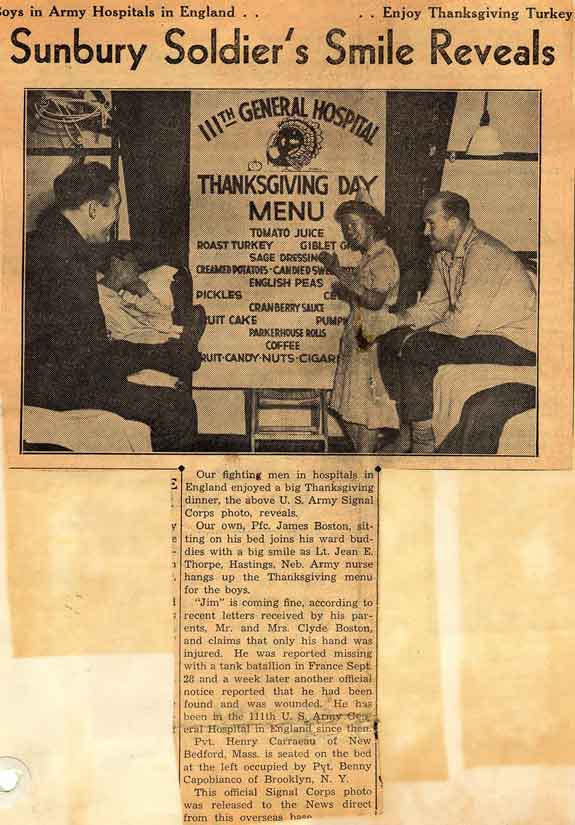 Boys in Army Hospitals in England . .     . . Enjoy Thanksgiving Turkey
Sunbury Soldier's Smile Reveals
111TH GENERAL HOSPITAL
THANKSGIVING DAY
MENU
TOMATO JUICE
ROAST TURKEY GIBLET G
SAGE DRESSING
CREAMED POTATOES - CANDIED SWE
ENGLISH PEAS
PICKLES CE
CRANBERRY SAUCE
RUIT CAKE PUMP
PARKERHOUSE ROLLS
COFFEE
RUIT-CANDY-NUTS-CIGAR
Our fighting men in hospitals in
England enjoyed a big Thanksgiving
dinner, the above U. S. Army Signal
Corps photo, reveals.
Our own, Pfc. James Boston, sit-
ting on his bed joins his ward bud-
dies with a big smile as Lt. Jean E.
Thorpe, Hastings, Neb. Army nurse
hangs up the Thanksgiving menu
for the boys.
"Jim" is coming fine, according to
recent letters received by his par-
ents, Mr. and Mrs. Clyde Boston,
and claims that only his hand was
injured. He was reported missing
with a tank batallion in France Sept.
28 and a week later another official
notice reported that he had been
found and was wounded. He has
been in the 111th U. S. Army Gen-
eral Hospital in England since then.
Pvt. Henry Carraeau of New
Bedford, Mass. is seated on the bed
at the left occupied by Pvt. Benny
Capobianco of Brooklyn, N. Y.
This official Signal Corps photo
was released to the News direct
from this overseas base